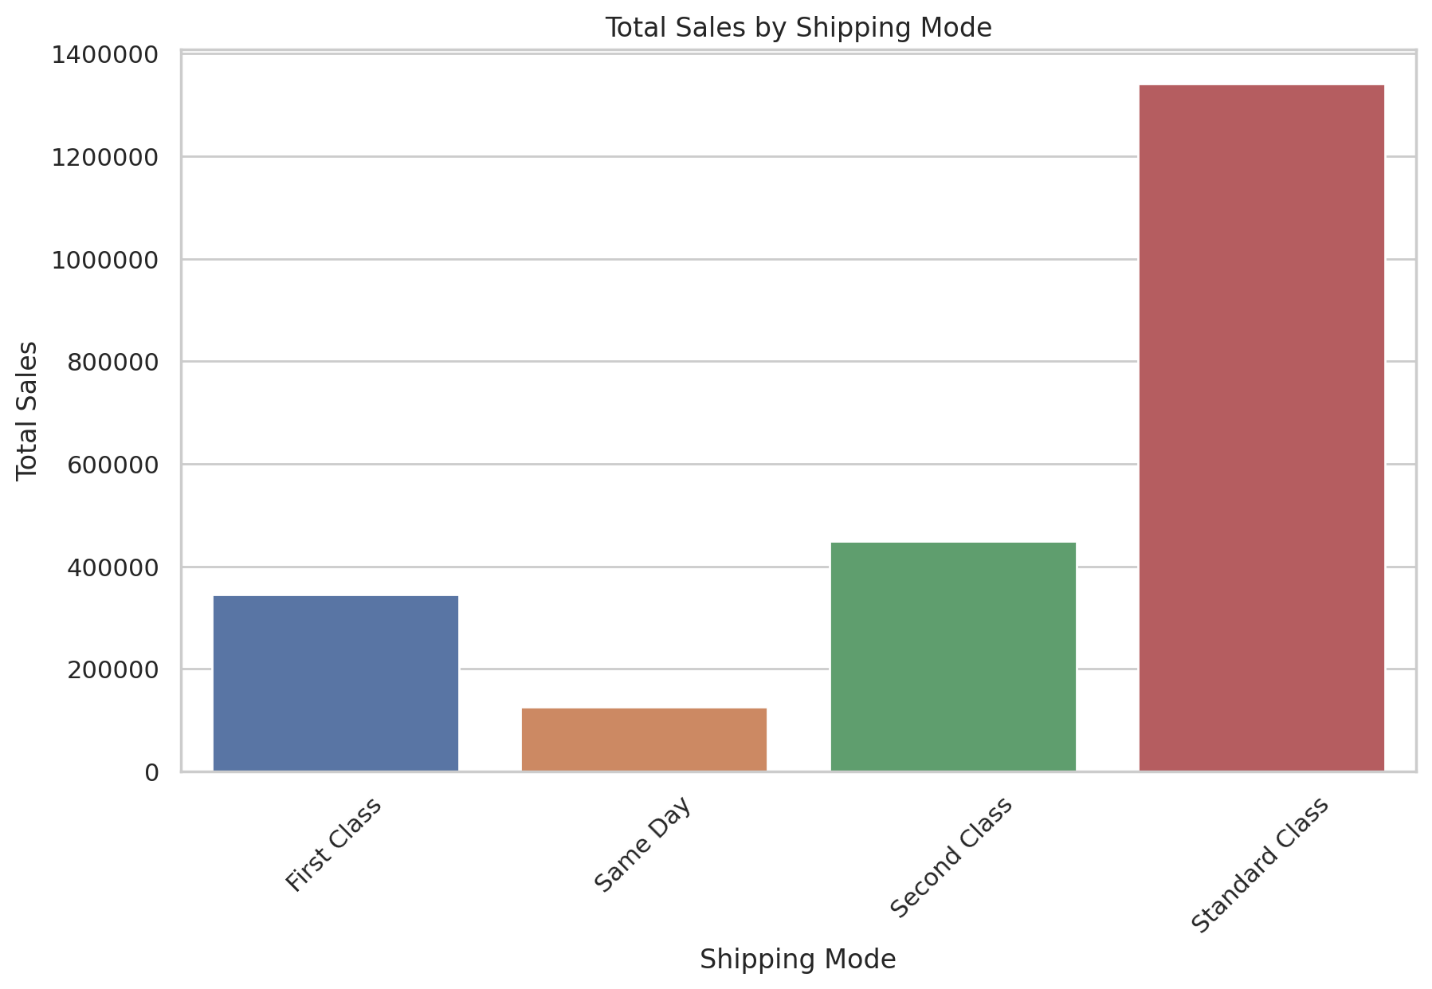 Total Sales by Shipping Mode
1400000
1200000
1000000
800000
600000
400000
200000
0
Total Sales
First Class
Same Day
Second Class
Standard Class
Shipping Mode